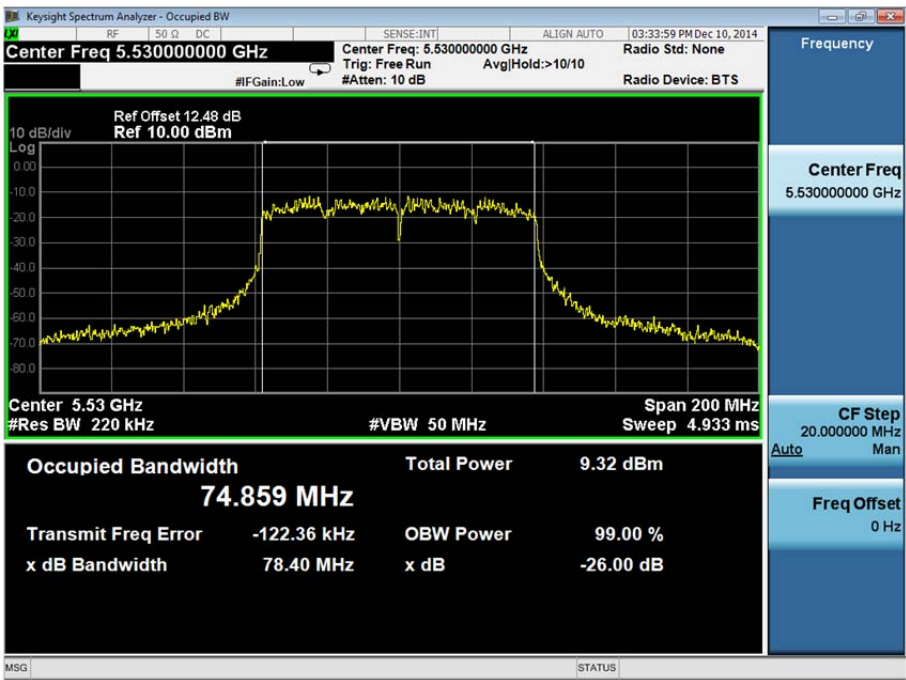 Keysight Spectrum Analyzer - Occupied BW
LXI RF 50 Ω DC SENSE:INT ALIGN AUTO 03:33:59 PM Dec 10, 2014
Center Freq 5.530000000 GHz
Center Freq: 5.530000000 GHz Radio Std: None
Trig: Free Run Avg|Hold:>10/10
#IFGain:Low #Atten: 10 dB Radio Device: BTS
Ref Offset 12.48 dB
10 dB/div Ref 10.00 dBm
Log
0.00
-10.0
-20.0
-30.0
-40.0
-50.0
-60.0
-70.0
-80.0
Center 5.53 GHz Span 200 MHz
#Res BW 220 kHz #VBW 50 MHz Sweep 4.933 ms
Occupied Bandwidth Total Power 9.32 dBm
74.859 MHz
Transmit Freq Error -122.36 kHz OBW Power 99.00 %
x dB Bandwidth 78.40 MHz x dB -26.00 dB
Frequency
Center Freq
5.530000000 GHz
CF Step
20.000000 MHz
Auto Man
Freq Offset
0 Hz
MSG STATUS